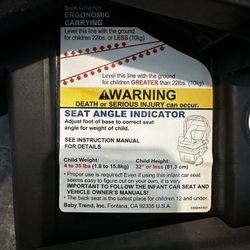 Side Grip for
ERGONOMIC
CARRYING
Level this line with the ground
for children 22lbs. or LESS (10kg)
Level this line with the ground
for children GREATER than 22lbs. (10kg)
WARNING
DEATH or SERIOUS INJURY can occur.
SEAT ANGLE INDICATOR
Adjust foot of base to correct seat
angle for weight of child.
SEE INSTRUCTION MANUAL
FOR DETAILS
Child Weight: Child Height:
4 to 35 lbs (1.8 to 15.8kg) 32" or less (81.3 cm)
• Proper use is required! Even if using this infant car seat
seems easy to figure out on your own, it is very
IMPORTANT TO FOLLOW THE INFANT CAR SEAT AND
VEHICLE OWNER'S MANUALS!
• The back seat is the safest place for children 12 and under.
Baby Trend, Inc. Fontana, CA 92335 U.S.A.